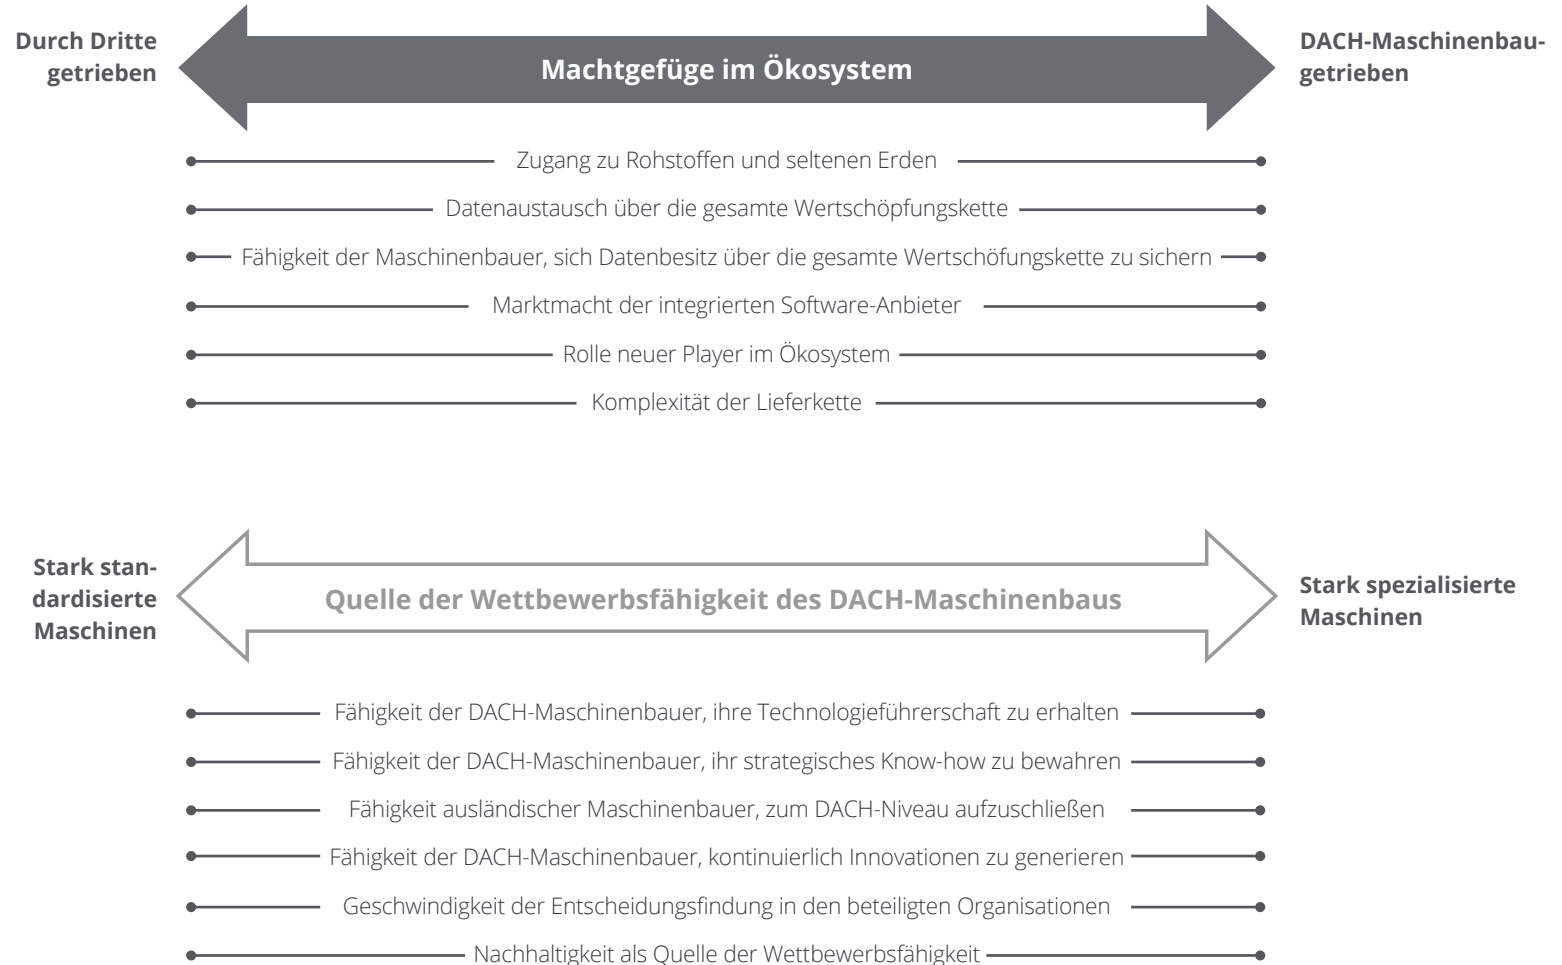 Durch Dritte
getrieben
Machtgefüge im Ökosystem
DACH-Maschinenbau-
getrieben
Zugang zu Rohstoffen und seltenen Erden
Datenaustausch über die gesamte Wertschöpfungskette
Fähigkeit der Maschinenbauer, sich Datenbesitz über die gesamte Wertschöfungskette zu sichern
Marktmacht der integrierten Software-Anbieter
Rolle neuer Player im Ökosystem
Komplexität der Lieferkette
Stark stan-
dardisierte
Maschinen
Quelle der Wettbewerbsfähigkeit des DACH-Maschinenbaus
Stark spezialisierte
Maschinen
Fähigkeit der DACH-Maschinenbauer, ihre Technologieführerschaft zu erhalten
Fähigkeit der DACH-Maschinenbauer, ihr strategisches Know-how zu bewahren
Fähigkeit ausländischer Maschinenbauer, zum DACH-Niveau aufzuschließen
Fähigkeit der DACH-Maschinenbauer, kontinuierlich Innovationen zu generieren
Geschwindigkeit der Entscheidungsfindung in den beteiligten Organisationen
Nachhaltigkeit als Quelle der Wettbewerbsfähigkeit